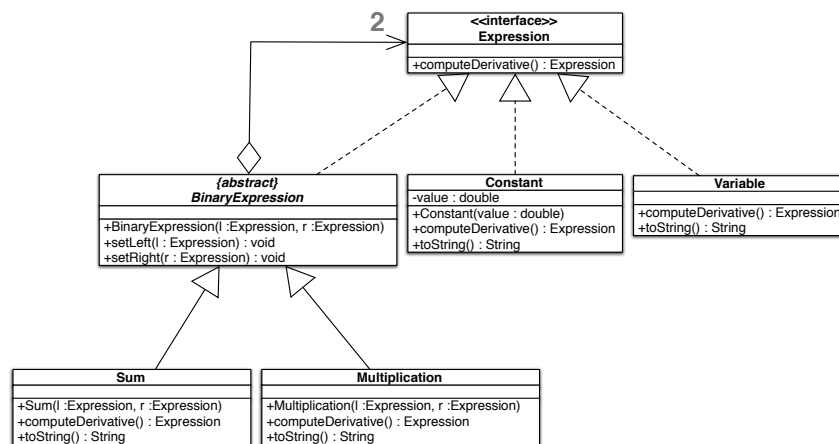 2
<<interface>>
Expression
+computeDerivative() : Expression
{abstract}
BinaryExpression
+BinaryExpression(l :Expression, r :Expression)
+setLeft(l : Expression) : void
+setRight(r : Expression) : void
Constant
-value : double
+Constant(value : double)
+computeDerivative() : Expression
+toString() : String
Variable
+computeDerivative() : Expression
+toString() : String
Sum
+Sum(l :Expression, r :Expression)
+computeDerivative() : Expression
+toString() : String
Multiplication
+Multiplication(l :Expression, r :Expression)
+computeDerivative() : Expression
+toString() : String